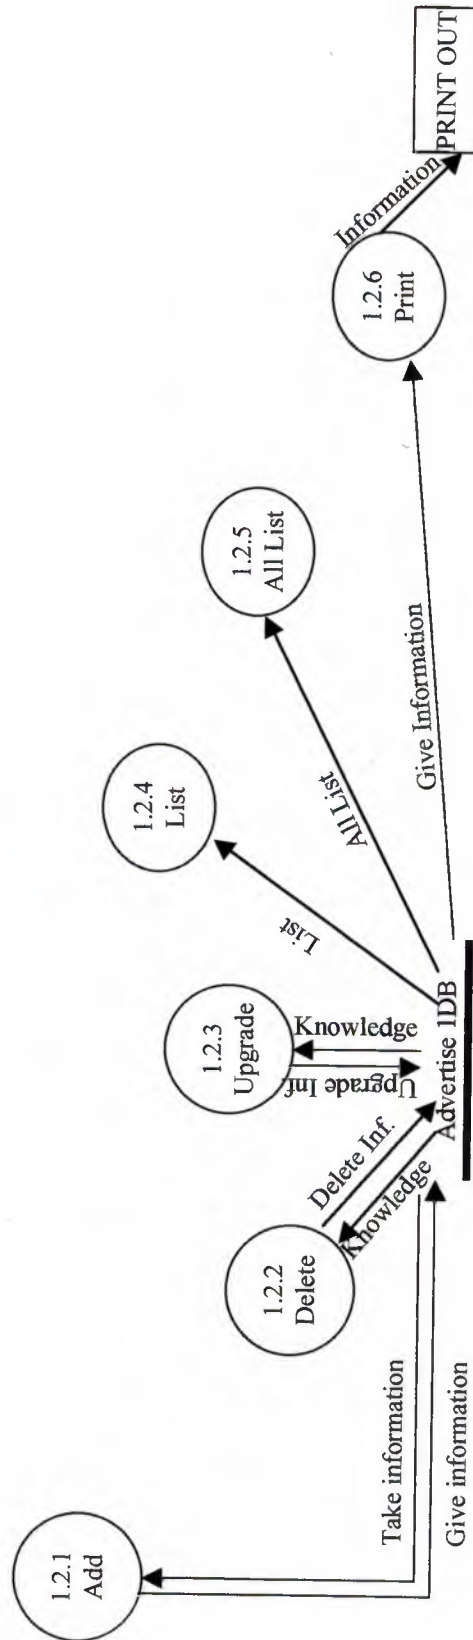 1.2.1
Add
Take information
Give information
1.2.2
Delete
Delete Inf.
Knowledge
1.2.3
Upgrade
Upgrade Inf.
Knowledge
Advertise 1DB
1.2.4
List
List
1.2.5
All List
All List
Give Information
1.2.6
Print
Information
PRINT OUT